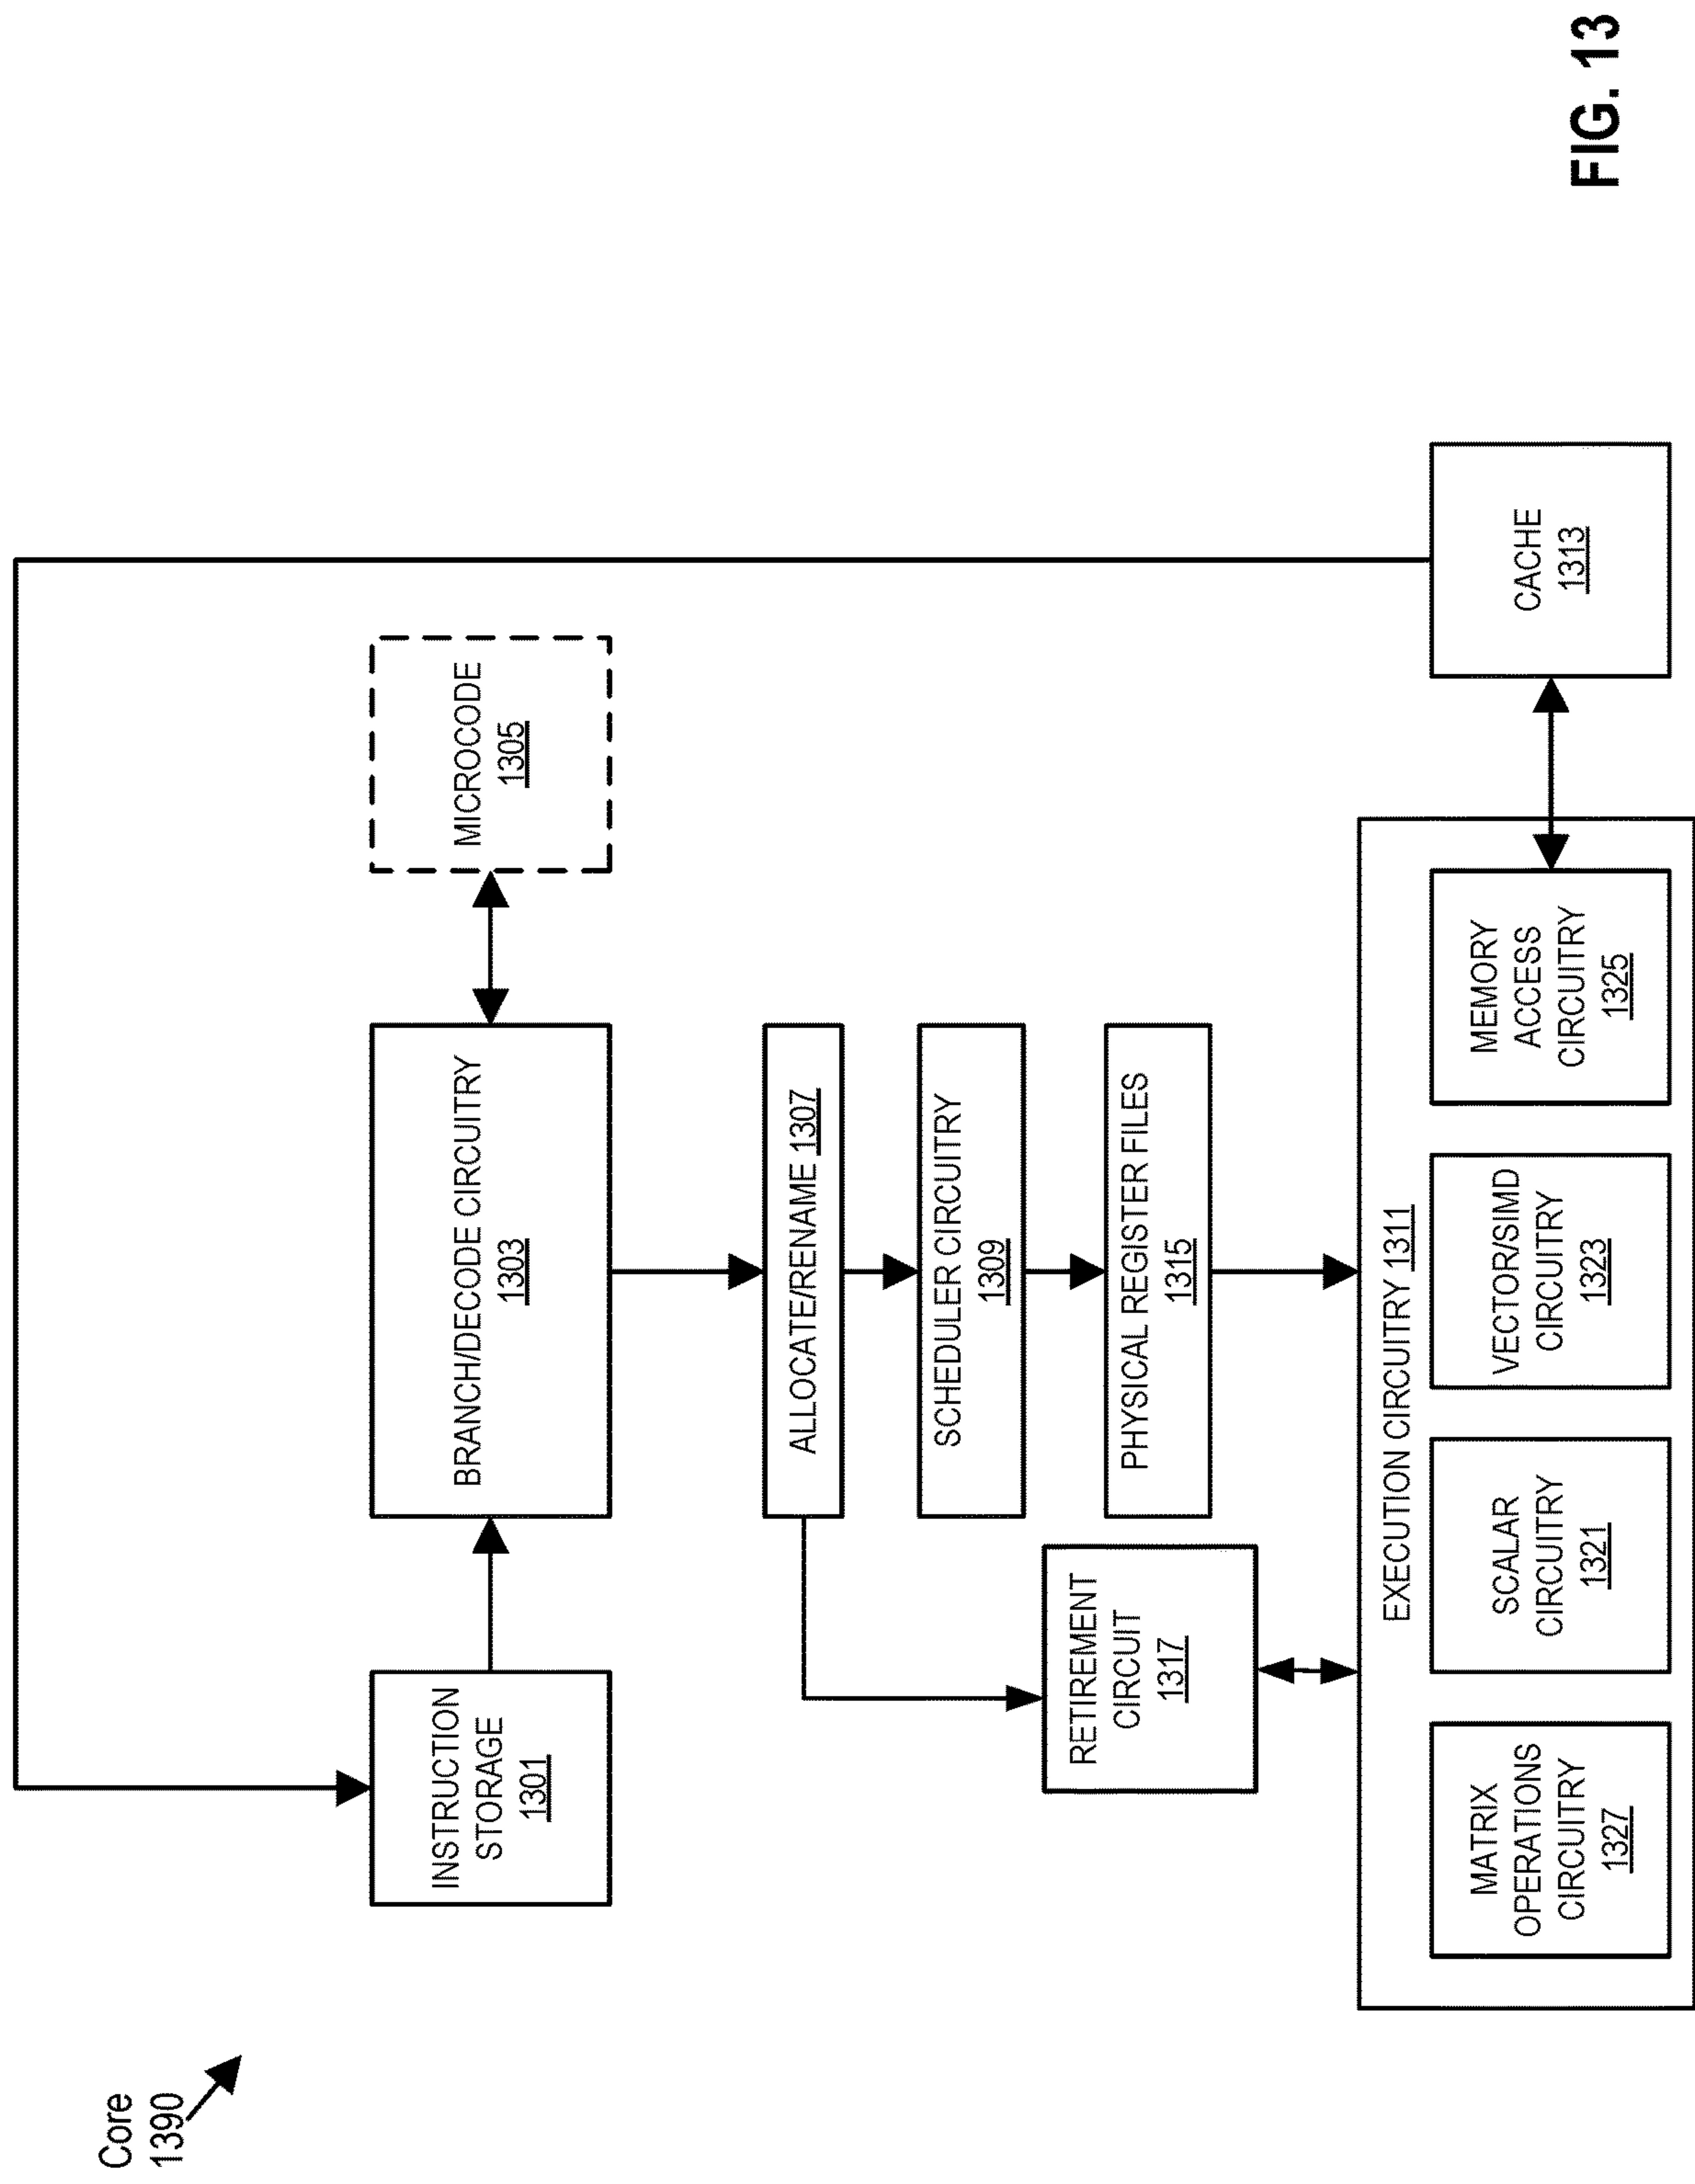 Core
1390
INSTRUCTION
STORAGE
1301
BRANCH/DECODE CIRCUITRY
1303
MICROCODE
1305
ALLOCATE/RENAME 1307
SCHEDULER CIRCUITRY
1309
RETIREMENT
CIRCUIT
1317
PHYSICAL REGISTER FILES
1315
EXECUTION CIRCUITRY 1311
MATRIX
OPERATIONS
CIRCUITRY
1327
SCALAR
CIRCUITRY
1321
VECTOR/SIMD
CIRCUITRY
1323
MEMORY
ACCESS
CIRCUITRY
1325
CACHE
1313
FIG. 13